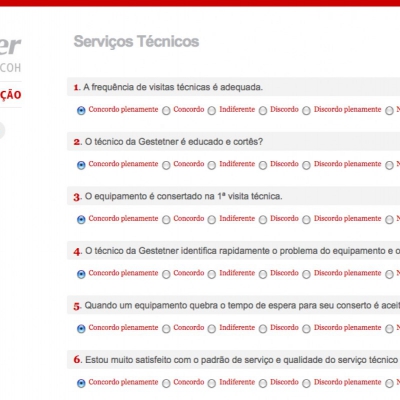 er
COH
ÇÃO
Serviços Técnicos
1. A frequência de visitas técnicas é adequada.
Concordo plenamente Concordo Indiferente Discordo Discordo plenamente N
2. O técnico da Gestetner é educado e cortês?
Concordo plenamente Concordo Indiferente Discordo Discordo plenamente N
3. O equipamento é consertado na 1ª visita técnica.
Concordo plenamente Concordo Indiferente Discordo Discordo plenamente N
4. O técnico da Gestetner identifica rapidamente o problema do equipamento e o
Concordo plenamente Concordo Indiferente Discordo Discordo plenamente N
5. Quando um equipamento quebra o tempo de espera para seu conserto é aceit
Concordo plenamente Concordo Indiferente Discordo Discordo plenamente N
6. Estou muito satisfeito com o padrão de serviço e qualidade do serviço técnico
Concordo plenamente Concordo Indiferente Discordo Discordo plenamente N